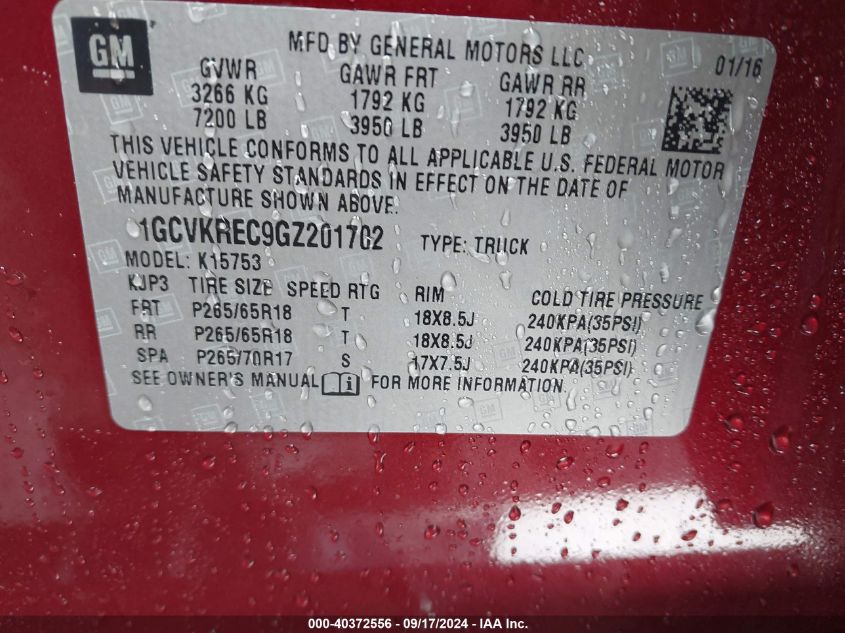 GM
MFD BY GENERAL MOTORS LLC
01/16
GVWR GAWR FRT GAWR RR
3266 KG 1792 KG 1792 KG
7200 LB 3950 LB 3950 LB
THIS VEHICLE CONFORMS TO ALL APPLICABLE U.S. FEDERAL MOTOR
VEHICLE SAFETY STANDARDS IN EFFECT ON THE DATE OF
MANUFACTURE SHOWN ABOVE.
1GCVKREC9GZ201702 TYPE: TRUCK
MODEL: K15753
KJP3 TIRE SIZE SPEED RTG RIM COLD TIRE PRESSURE
FRT P265/65R18 T 18X8.5J 240KPA(35PSI)
RR P265/65R18 T 18X8.5J 240KPA(35PSI)
SPA P265/70R17 S 17X7.5J 240KPA(35PSI)
SEE OWNER'S MANUAL FOR MORE INFORMATION.
000-40372556 - 09/17/2024 - IAA, Inc.